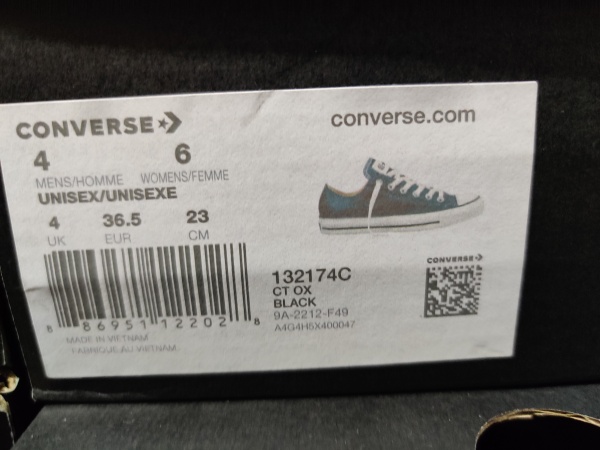 CONVERSE
converse.com
4 6
MENS/HOMME WOMENS/FEMME
UNISEX/UNISEXE
4 36.5 23
UK EUR CM
132174C
CT OX
BLACK
9A-2212-F49
A4G4H5X400047
CONVERSE
8 86951 12202 8
MADE IN VIETNAM
FABRIQUE AU VIETNAM